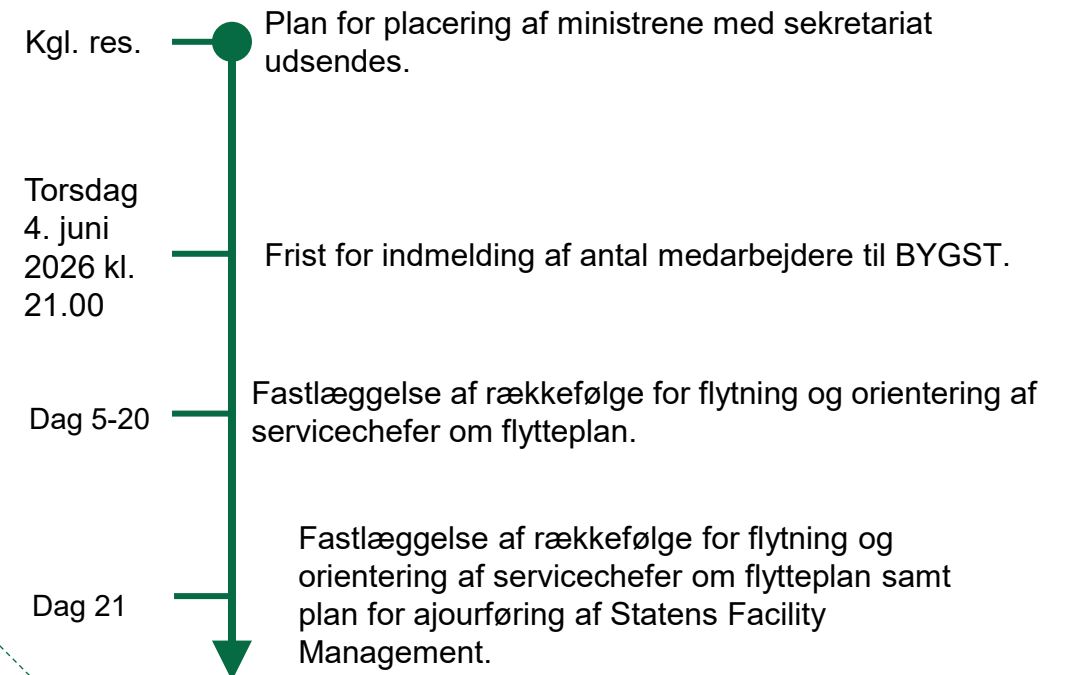 Kgl. res.
Plan for placering af ministrene med sekretariat
udsendes.
Torsdag
4. juni
2026 kl.
21.00
Frist for indmelding af antal medarbejdere til BYGST.
Dag 5-20
Fastlæggelse af rækkefølge for flytning og orientering af
servicechefer om flytteplan.
Dag 21
Fastlæggelse af rækkefølge for flytning og
orientering af servicechefer om flytteplan samt
plan for ajourføring af Statens Facility
Management.